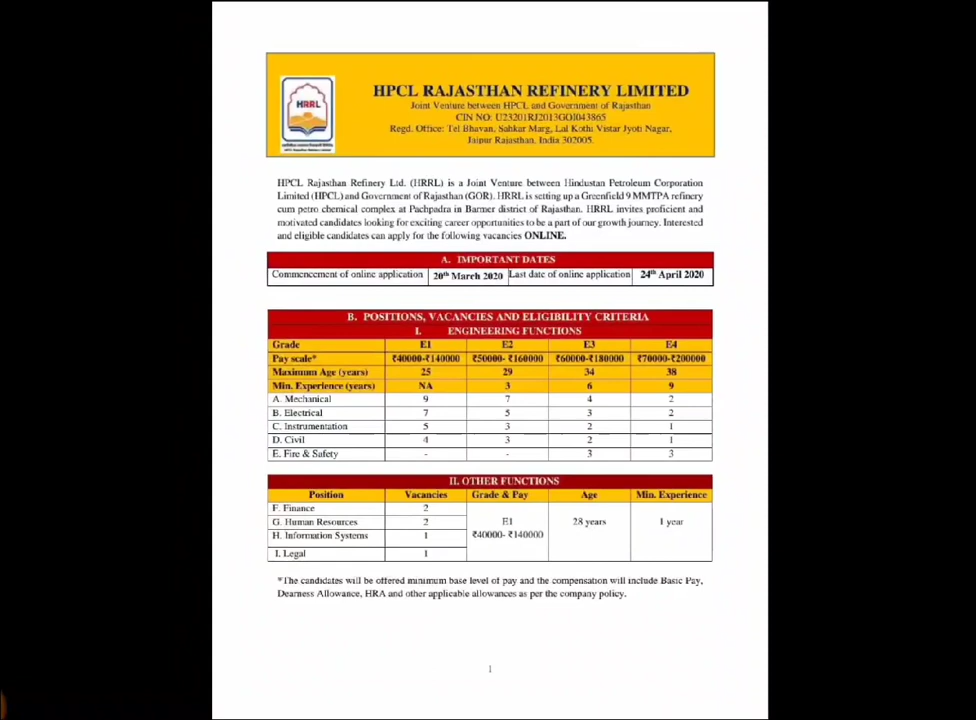 HRRL
HPCL RAJASTHAN REFINERY LIMITED
Joint Venture between HPCL and Government of Rajasthan
CIN NO: U23201RJ2013GOI043865
Regd. Office: Tel Bhavan, Sahkar Marg, Lal Kothi Vistar Jyoti Nagar,
Jaipur Rajasthan, India 302005.
HPCL Rajasthan Refinery Ltd. (HRRL) is a Joint Venture between Hindustan Petroleum Corporation
Limited (HPCL) and Government of Rajasthan (GOR). HRRL is setting up a Greenfield 9 MMTPA refinery
cum petro chemical complex at Pachpadra in Barmer district of Rajasthan. HRRL invites proficient and
motivated candidates looking for exciting career opportunities to be a part of our growth journey. Interested
and eligible candidates can apply for the following vacancies ONLINE.
A. IMPORTANT DATES
Commencement of online application 20th March 2020 Last date of online application 24th April 2020
B. POSITIONS, VACANCIES AND ELIGIBILITY CRITERIA
I. ENGINEERING FUNCTIONS
Grade E1 E2 E3 E4
Pay scale* ₹40000-₹140000 ₹50000- ₹160000 ₹60000-₹180000 ₹70000-₹200000
Maximum Age (years) 25 29 34 38
Min. Experience (years) NA 3 6 9
A. Mechanical 9 7 4 2
B. Electrical 7 5 3 2
C. Instrumentation 5 3 2 1
D. Civil 4 3 2 1
E. Fire & Safety - - 3 3
II. OTHER FUNCTIONS
Position Vacancies Grade & Pay Age Min. Experience
F. Finance 2
G. Human Resources 2 E1 28 years 1 year
H. Information Systems 1 ₹40000- ₹140000
I. Legal 1
*The candidates will be offered minimum base level of pay and the compensation will include Basic Pay,
Dearness Allowance, HRA and other applicable allowances as per the company policy.
1